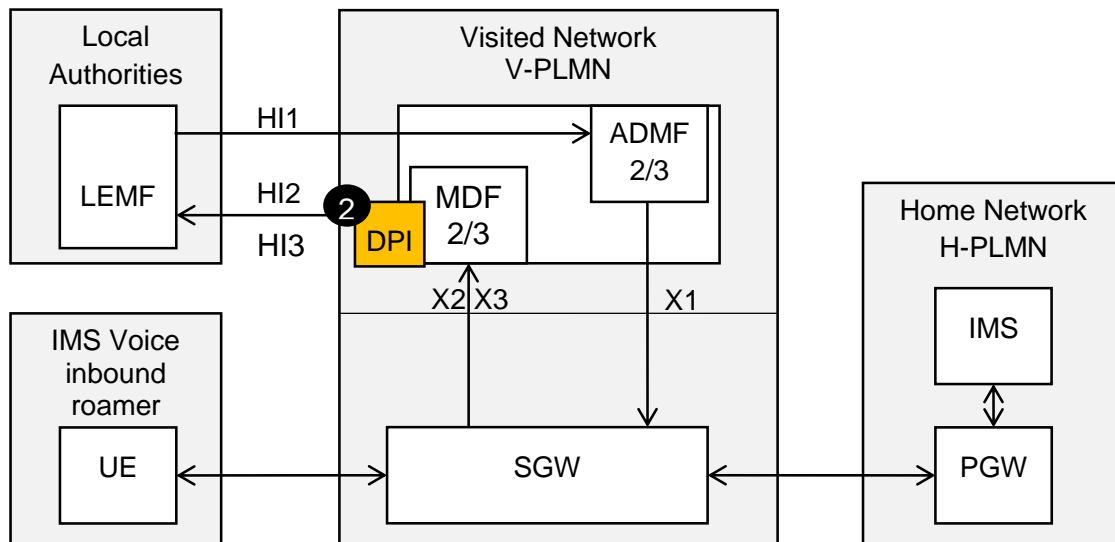 Local
Authorities
LEMF
HI1
HI2
HI3
Visited Network
V-PLMN
ADMF
2/3
2
MDF
2/3
DPI
X2 X3
X1
Home Network
H-PLMN
IMS
PGW
IMS Voice
inbound
roamer
UE
SGW